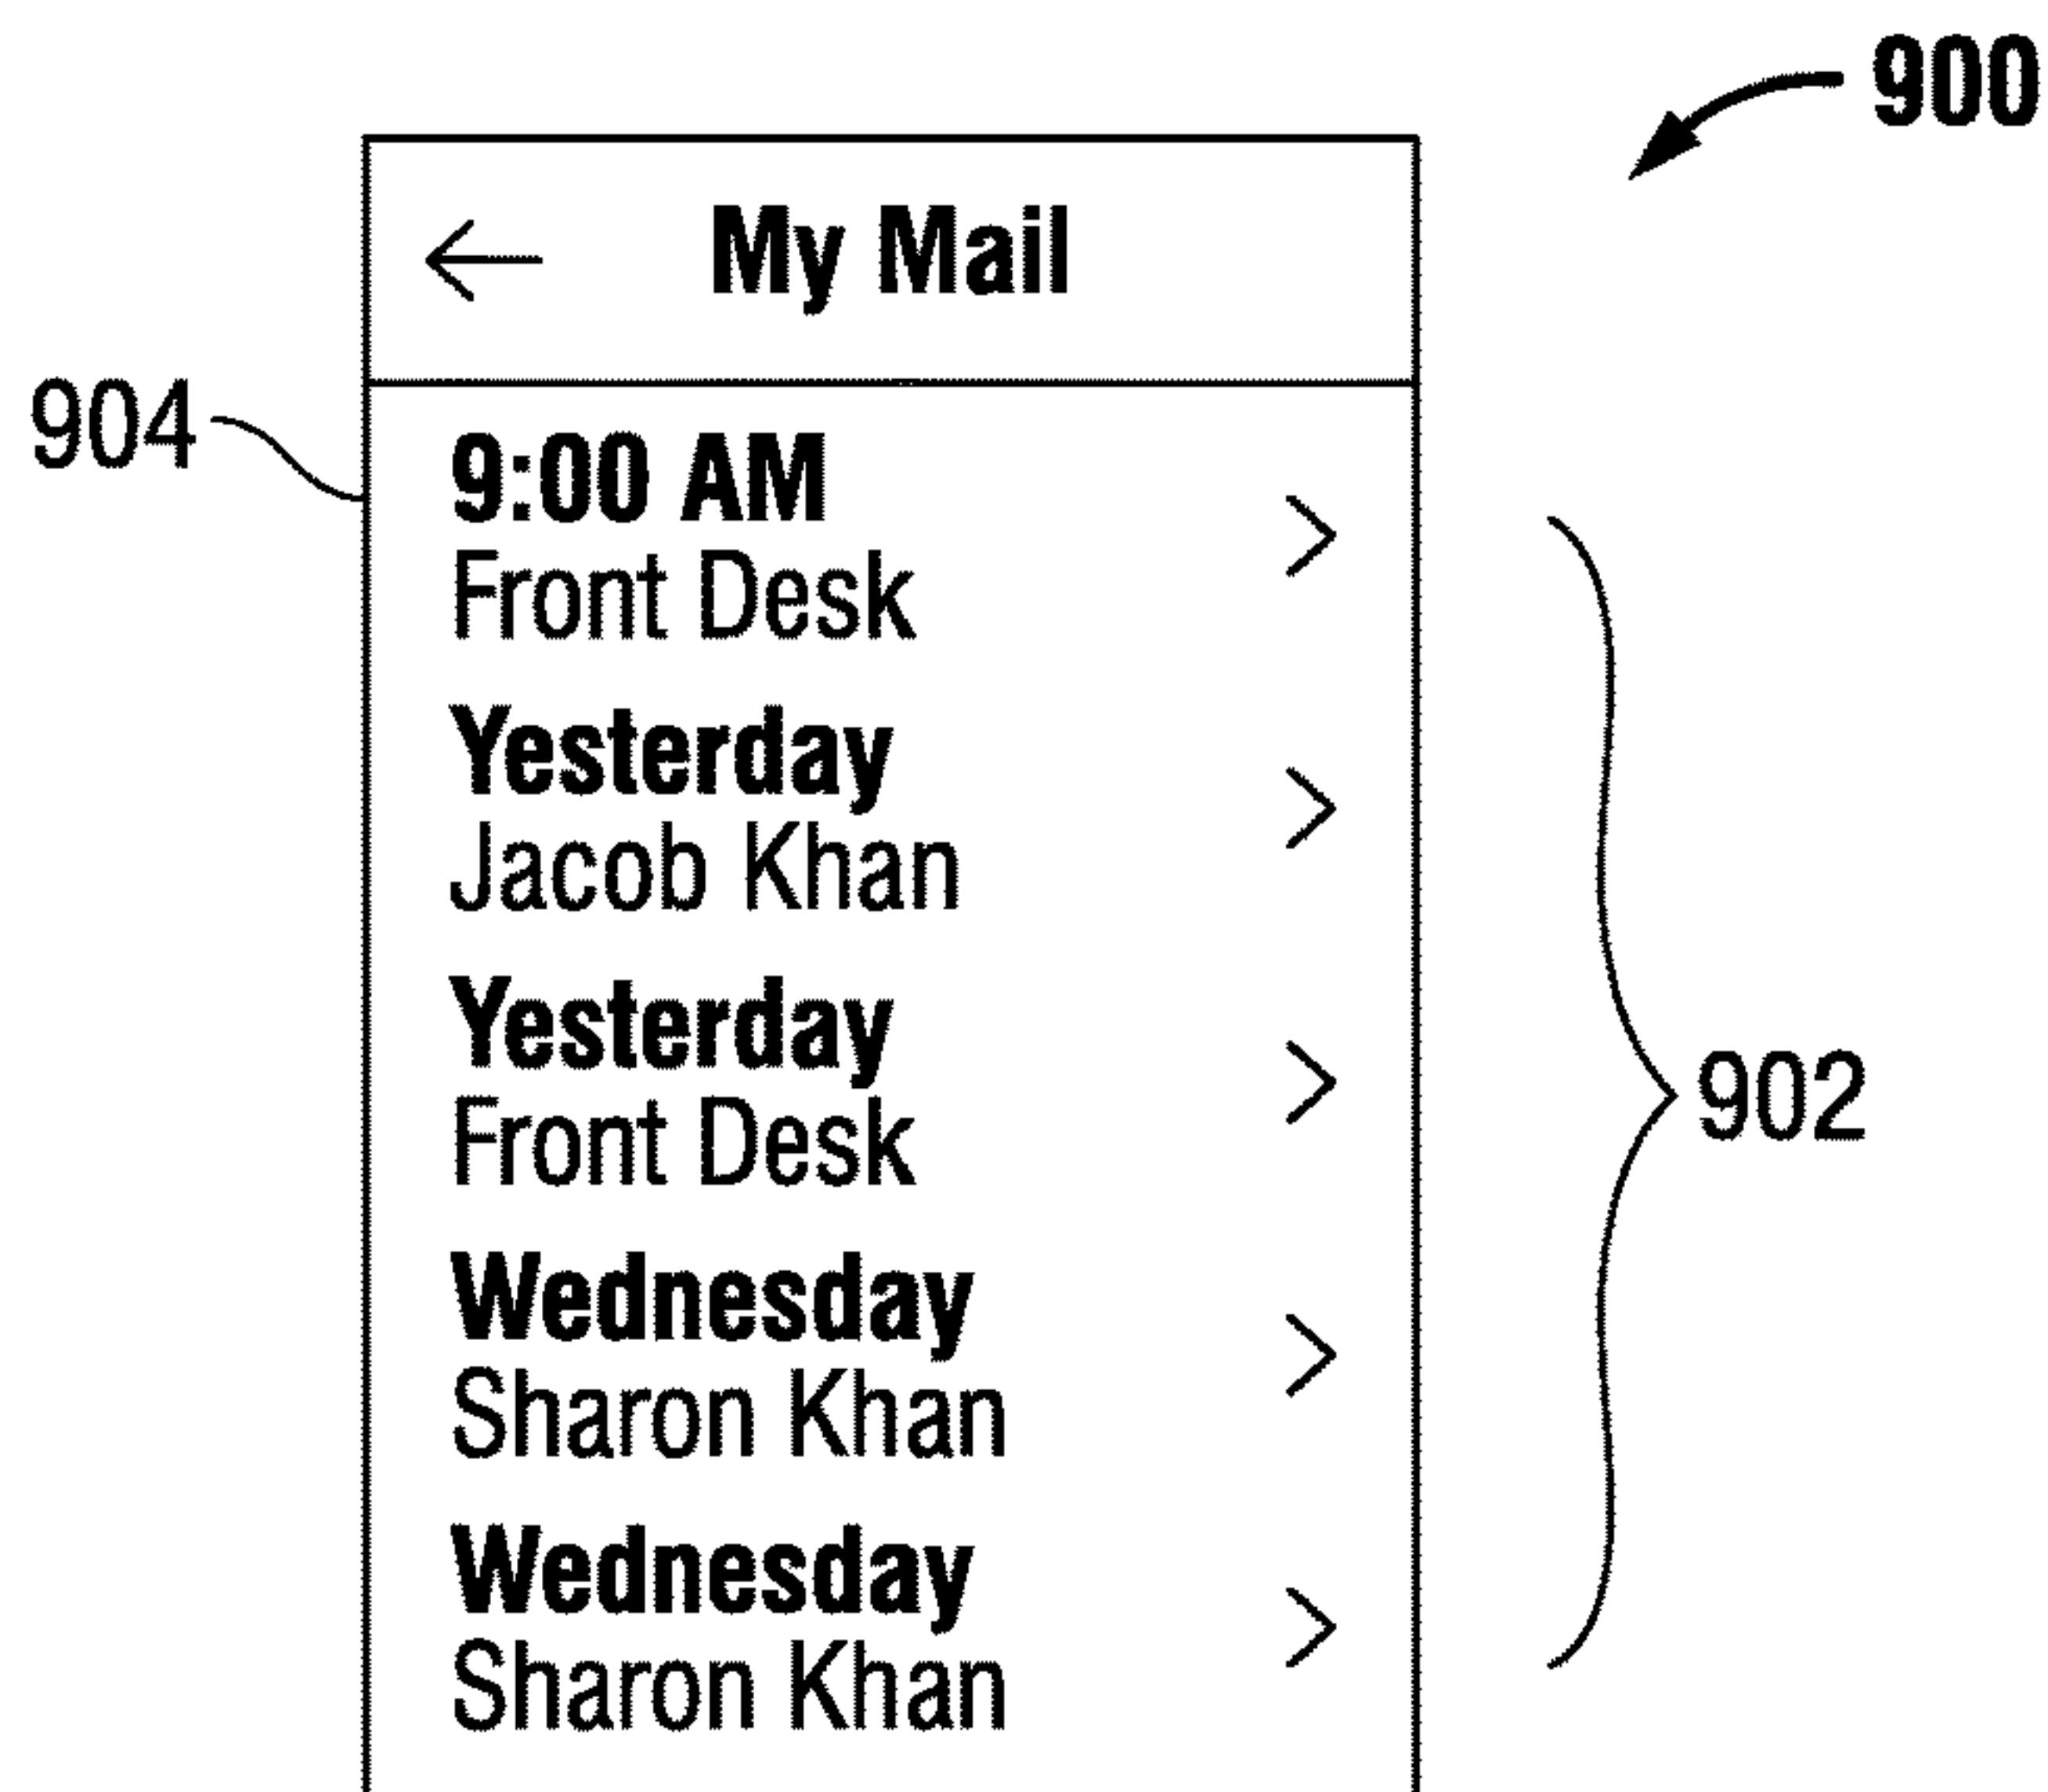 900
My Mail
904
9:00 AM
Front Desk
Yesterday
Jacob Khan
Yesterday
Front Desk
902
Wednesday
Sharon Khan
Wednesday
Sharon Khan